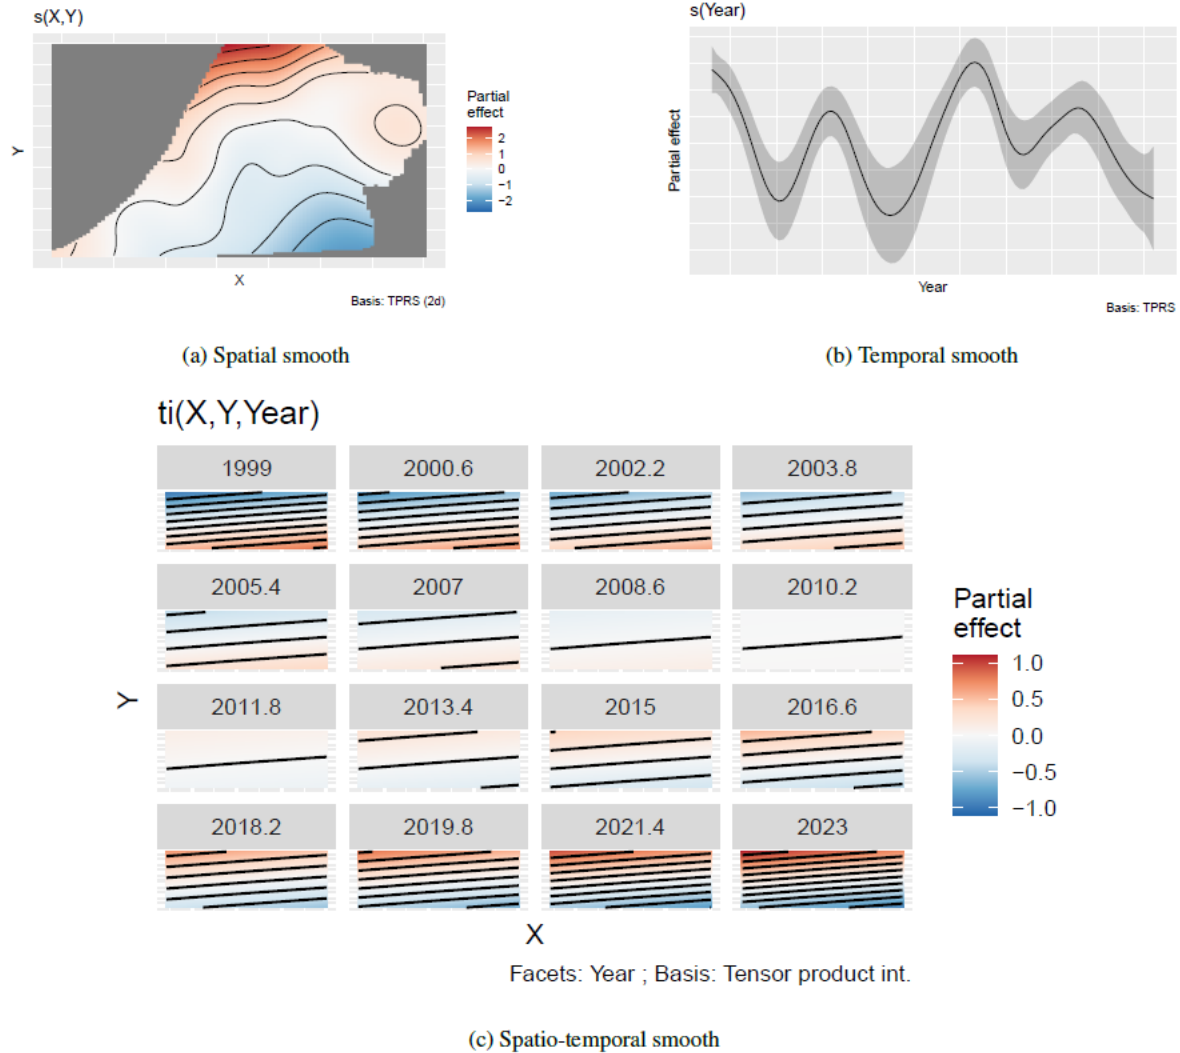 s(X,Y)
Y
X
Partial
effect
2
1
0
−1
−2
Basis: TPRS (2d)
(a) Spatial smooth
s(Year)
Partial effect
Year
Basis: TPRS
(b) Temporal smooth
ti(X,Y,Year)
1999 2000.6 2002.2 2003.8
2005.4 2007 2008.6 2010.2
2011.8 2013.4 2015 2016.6
2018.2 2019.8 2021.4 2023
Y
X
Partial
effect
1.0
0.5
0.0
−0.5
−1.0
Facets: Year ; Basis: Tensor product int.
(c) Spatio-temporal smooth